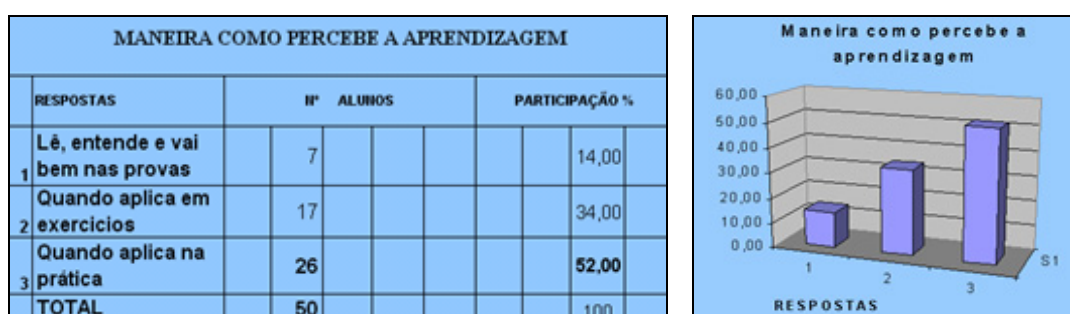 MANEIRA COMO PERCEBE A APRENDIZAGEM
RESPOSTAS Nº ALUNOS PARTICIPAÇÃO %
Lê, entende e vai
1 bem nas provas 7 14,00
Quando aplica em
2 exercicios 17 34,00
Quando aplica na
3 prática 26 52,00
TOTAL 50 100
Maneira como percebe a
aprendizagem
60,00
50,00
40,00
30,00
20,00
10,00
0,00
1 2 3 S1
RESPOSTAS